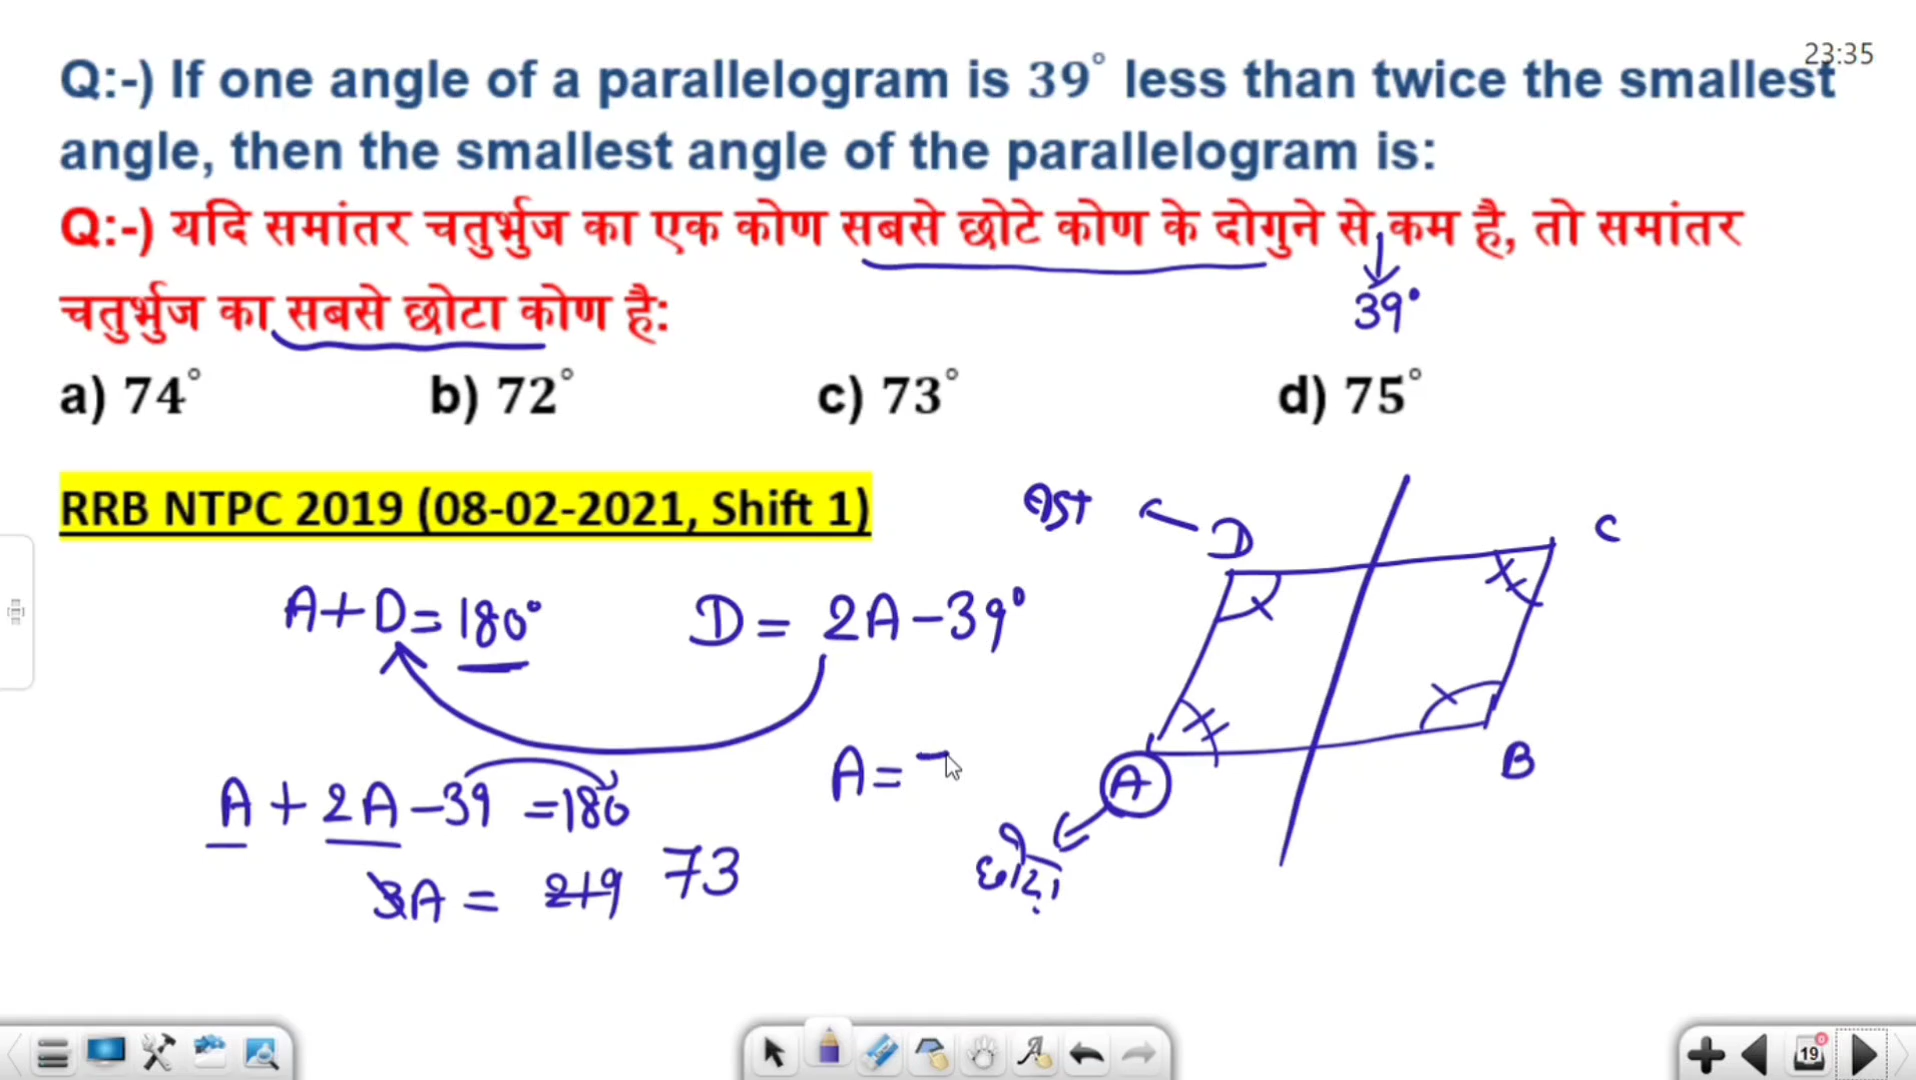 23:35
Q:-) If one angle of a parallelogram is 39° less than twice the smallest
angle, then the smallest angle of the parallelogram is:
Q:-) यदि समांतर चतुर्भुज का एक कोण सबसे छोटे कोण के दोगुने से कम है, तो समांतर
39°
चतुर्भुज का सबसे छोटा कोण है:
a) 74° b) 72° c) 73° d) 75°
RRB NTPC 2019 (08-02-2021, Shift 1)
D C
A+D=180° D = 2A-39°
A =
A B
A + 2A -39 =180
3A = 219 73
19